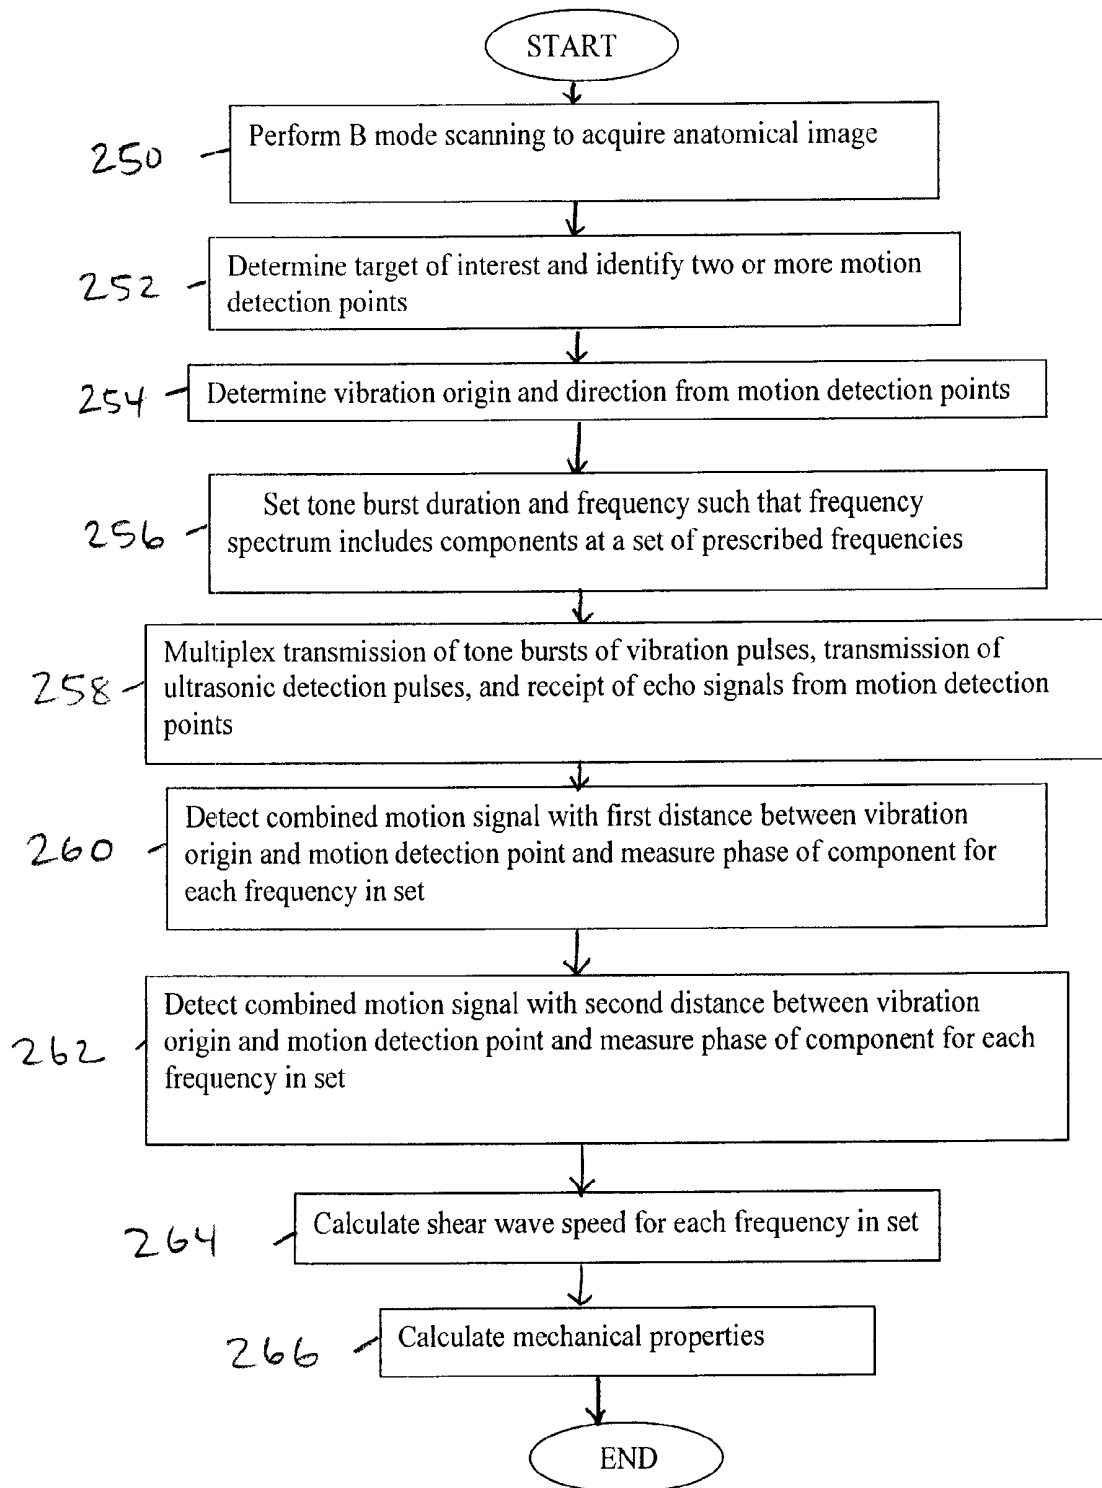 START
250
Perform B mode scanning to acquire anatomical image
252
Determine target of interest and identify two or more motion
detection points
254
Determine vibration origin and direction from motion detection points
256
Set tone burst duration and frequency such that frequency
spectrum includes components at a set of prescribed frequencies
258
Multiplex transmission of tone bursts of vibration pulses, transmission of
ultrasonic detection pulses, and receipt of echo signals from motion detection
points
260
Detect combined motion signal with first distance between vibration
origin and motion detection point and measure phase of component for
each frequency in set
262
Detect combined motion signal with second distance between vibration
origin and motion detection point and measure phase of component for each
frequency in set
264
Calculate shear wave speed for each frequency in set
266
Calculate mechanical properties
END